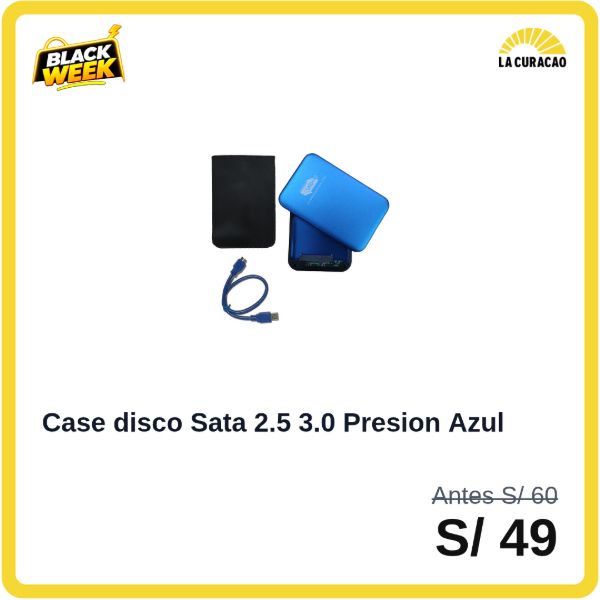 BLACK
WEEK
LA CURACAO
Case disco Sata 2.5 3.0 Presion Azul
Antes S/ 60
S/ 49